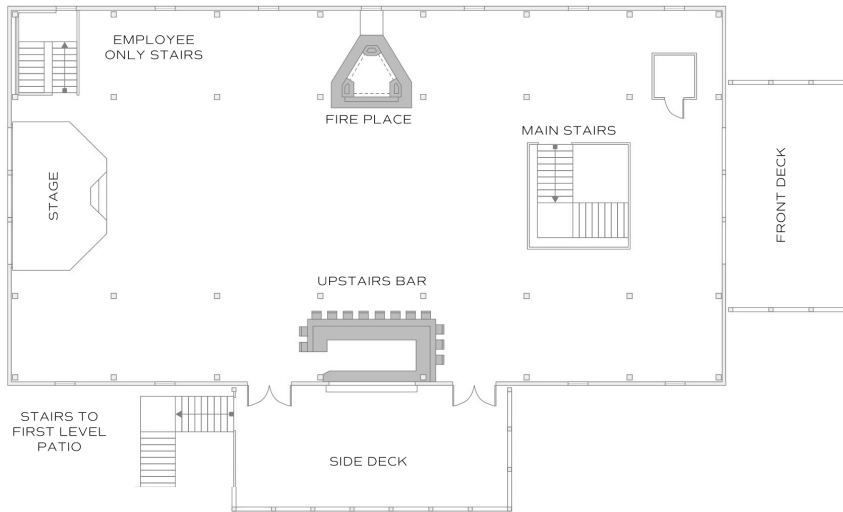 EMPLOYEE
ONLY STAIRS
FIRE PLACE
MAIN STAIRS
STAGE
FRONT DECK
UPSTAIRS BAR
STAIRS TO
FIRST LEVEL
PATIO
SIDE DECK